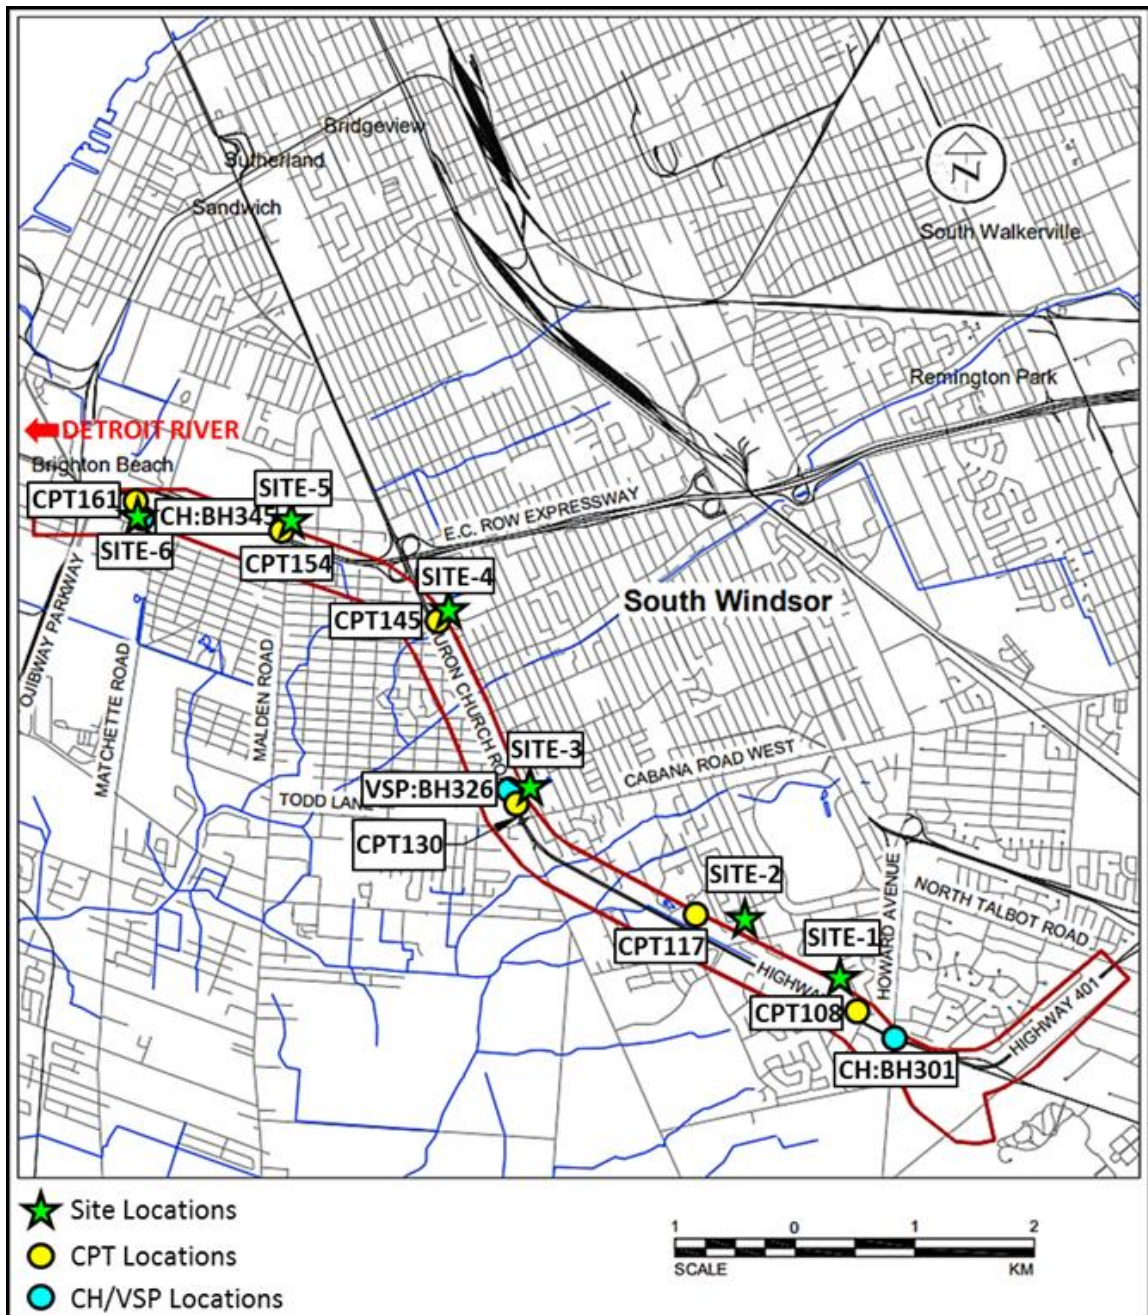 Bridgeview
Sutherland
Sandwich
N
South Walkerville
Remington Park
DETROIT RIVER
Brighton Beach
CPT161
SITE-5
CH:BH345
SITE-6
CPT154
E.C. ROW EXPRESSWAY
SITE-4
CPT145
South Windsor
OJIBWAY PARKWAY
MATCHETTE ROAD
MALDEN ROAD
URON CHURCH RO
SITE-3
CABANA ROAD WEST
VSP:BH326
TODD LANE
CPT130
SITE-2
HOWARD AVENUE
NORTH TALBOT ROAD
CPT117
SITE-1
HIGHWA
CPT108
HIGHWAY 401
CH:BH301
Site Locations
CPT Locations
CH/VSP Locations
1 0 1 2
SCALE KM